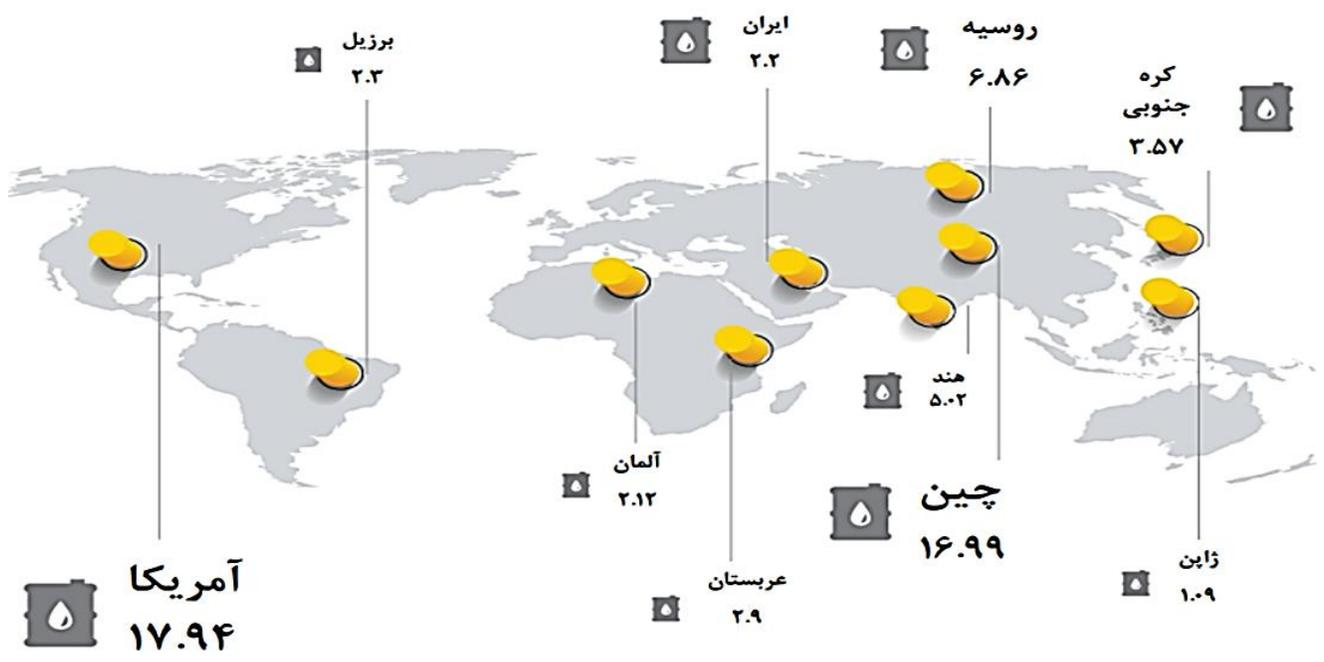 ایران
۲.۲
روسیه
۶.۸۶
برزیل
۲.۳
کره
جنوبی
۳.۵۷
هند
۵.۰۲
آلمان
۲.۱۲
چین
۱۶.۹۹
ژاپن
۱.۰۹
عربستان
۲.۹
آمریکا
۱۷.۹۴